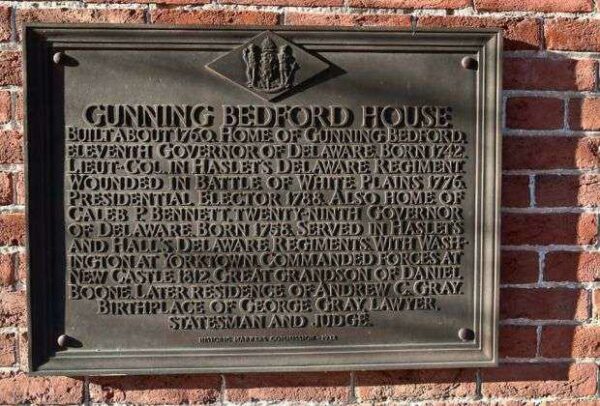 GUNNING BEDFORD HOUSE
BUILT ABOUT 1760. HOME OF GUNNING BEDFORD,
ELEVENTH GOVERNOR OF DELAWARE. BORN 1742.
LIEUT-COL. IN HASLET'S DELAWARE REGIMENT.
WOUNDED IN BATTLE OF WHITE PLAINS 1776.
PRESIDENTIAL ELECTOR 1788. ALSO HOME OF
CALEB P. BENNETT, TWENTY-NINTH GOVERNOR
OF DELAWARE. BORN 1758. SERVED IN HASLETS
AND HALL'S DELAWARE REGIMENTS. WITH WASH-
INGTON AT YORKTOWN. COMMANDED FORCES AT
NEW CASTLE 1812. GREAT GRANDSON OF DANIEL
BOONE. LATER RESIDENCE OF ANDREW C. GRAY.
BIRTHPLACE OF GEORGE GRAY, LAWYER,
STATESMAN AND JUDGE.
HISTORIC MARKERS COMMISSION